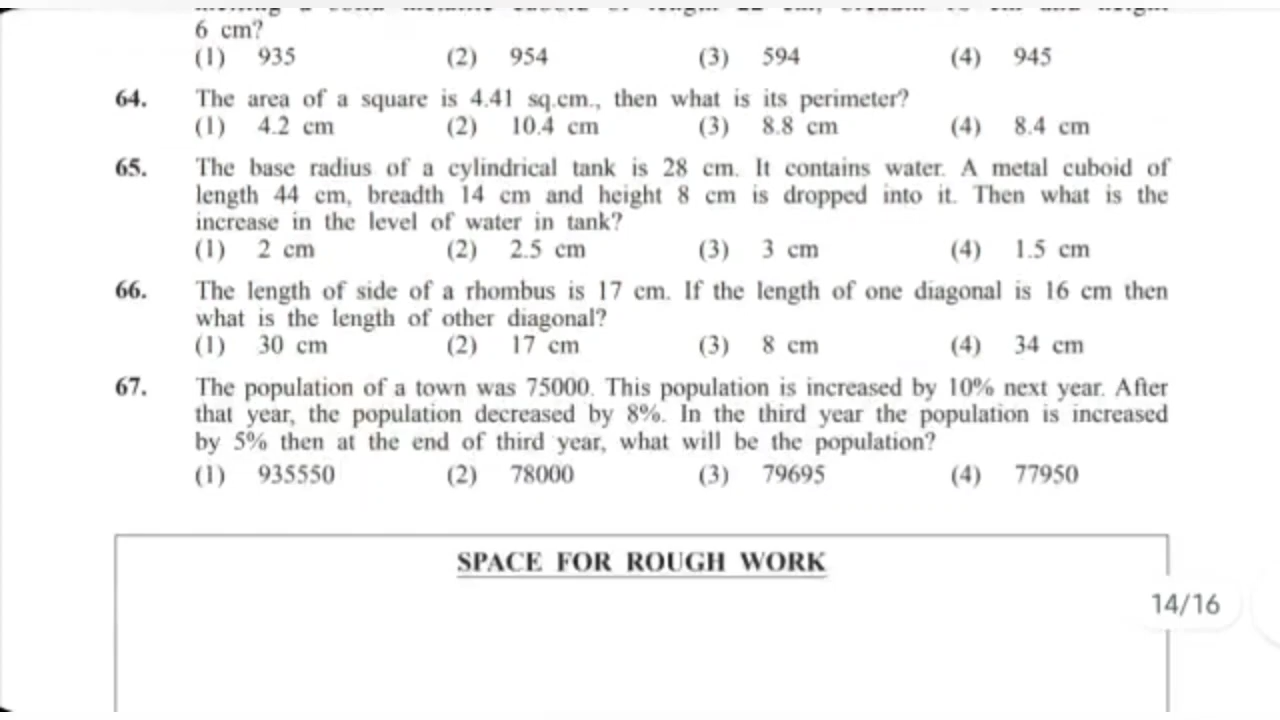 6 cm?
(1) 935 (2) 954 (3) 594 (4) 945
64. The area of a square is 4.41 sq.cm., then what is its perimeter?
(1) 4.2 cm (2) 10.4 cm (3) 8.8 cm (4) 8.4 cm
65. The base radius of a cylindrical tank is 28 cm. It contains water. A metal cuboid of
length 44 cm, breadth 14 cm and height 8 cm is dropped into it. Then what is the
increase in the level of water in tank?
(1) 2 cm (2) 2.5 cm (3) 3 cm (4) 1.5 cm
66. The length of side of a rhombus is 17 cm. If the length of one diagonal is 16 cm then
what is the length of other diagonal?
(1) 30 cm (2) 17 cm (3) 8 cm (4) 34 cm
67. The population of a town was 75000. This population is increased by 10% next year. After
that year, the population decreased by 8%. In the third year the population is increased
by 5% then at the end of third year, what will be the population?
(1) 935550 (2) 78000 (3) 79695 (4) 77950
SPACE FOR ROUGH WORK
14/16